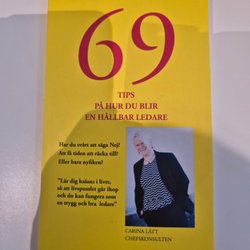 69
TIPS
PÅ HUR DU BLIR
EN HÅLLBAR LEDARE
Har du svårt att säga Nej?
Att få tiden att räcka till?
Eller bara nyfiken?
"Lär dig balans i livet,
så att livspusslet går ihop
och du kan fungera som
en trygg och bra ledare"
CARINA LÄTT
CHEFSKONSULTEN